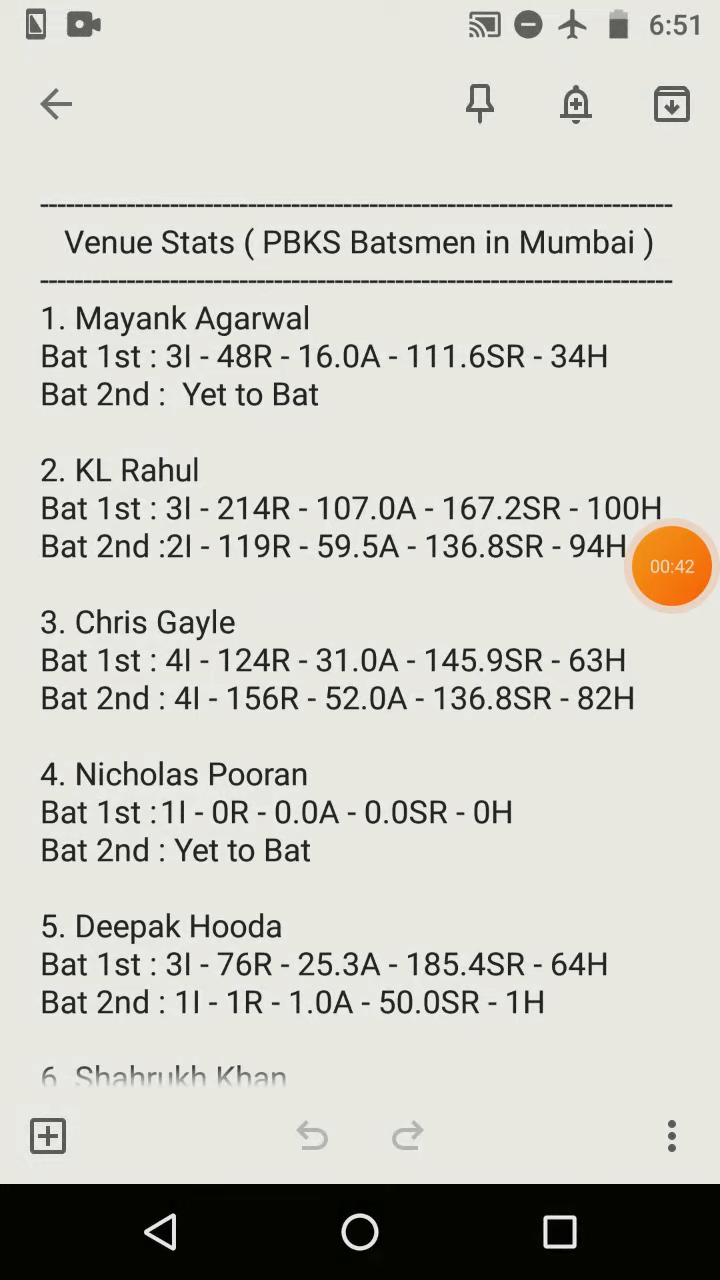 6:51
------------------------------------------------------------------------
Venue Stats ( PBKS Batsmen in Mumbai )
------------------------------------------------------------------------
1. Mayank Agarwal
Bat 1st : 3I - 48R - 16.0A - 111.6SR - 34H
Bat 2nd :  Yet to Bat
2. KL Rahul
Bat 1st : 3I - 214R - 107.0A - 167.2SR - 100H
Bat 2nd :2I - 119R - 59.5A - 136.8SR - 94H
00:42
3. Chris Gayle
Bat 1st : 4I - 124R - 31.0A - 145.9SR - 63H
Bat 2nd : 4I - 156R - 52.0A - 136.8SR - 82H
4. Nicholas Pooran
Bat 1st :1I - 0R - 0.0A - 0.0SR - 0H
Bat 2nd : Yet to Bat
5. Deepak Hooda
Bat 1st : 3I - 76R - 25.3A - 185.4SR - 64H
Bat 2nd : 1I - 1R - 1.0A - 50.0SR - 1H
6. Shahrukh Khan